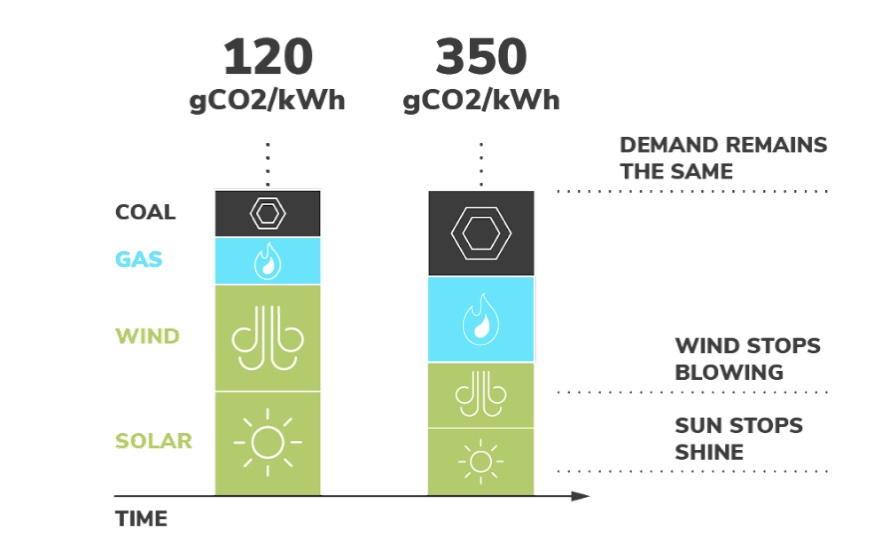 120
gCO2/kWh
350
gCO2/kWh
DEMAND REMAINS
THE SAME
COAL
GAS
WIND
SOLAR
WIND STOPS
BLOWING
SUN STOPS
SHINE
TIME